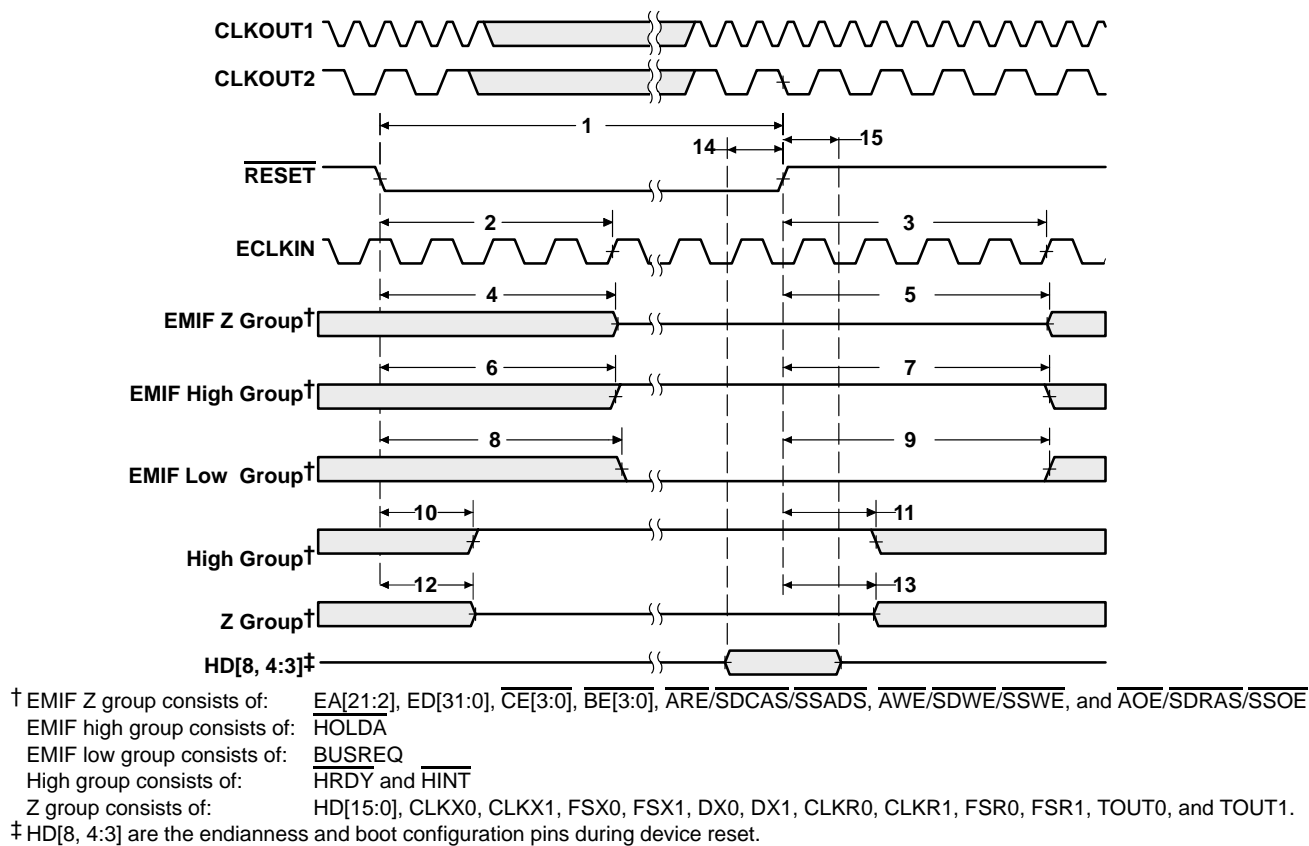 CLKOUT1
CLKOUT2
1
14 15
RESET
2 3
ECLKIN
4 5
EMIF Z Group†
6 7
EMIF High Group†
8 9
EMIF Low Group†
10 11
High Group†
12 13
Z Group†
HD[8, 4:3]‡
† EMIF Z group consists of: EA[21:2], ED[31:0], CE[3:0], BE[3:0], ARE/SDCAS/SSADS, AWE/SDWE/SSWE, and AOE/SDRAS/SSOE
EMIF high group consists of: HOLDA
EMIF low group consists of: BUSREQ
High group consists of: HRDY and HINT
Z group consists of: HD[15:0], CLKX0, CLKX1, FSX0, FSX1, DX0, DX1, CLKR0, CLKR1, FSR0, FSR1, TOUT0, and TOUT1.
‡ HD[8, 4:3] are the endianness and boot configuration pins during device reset.